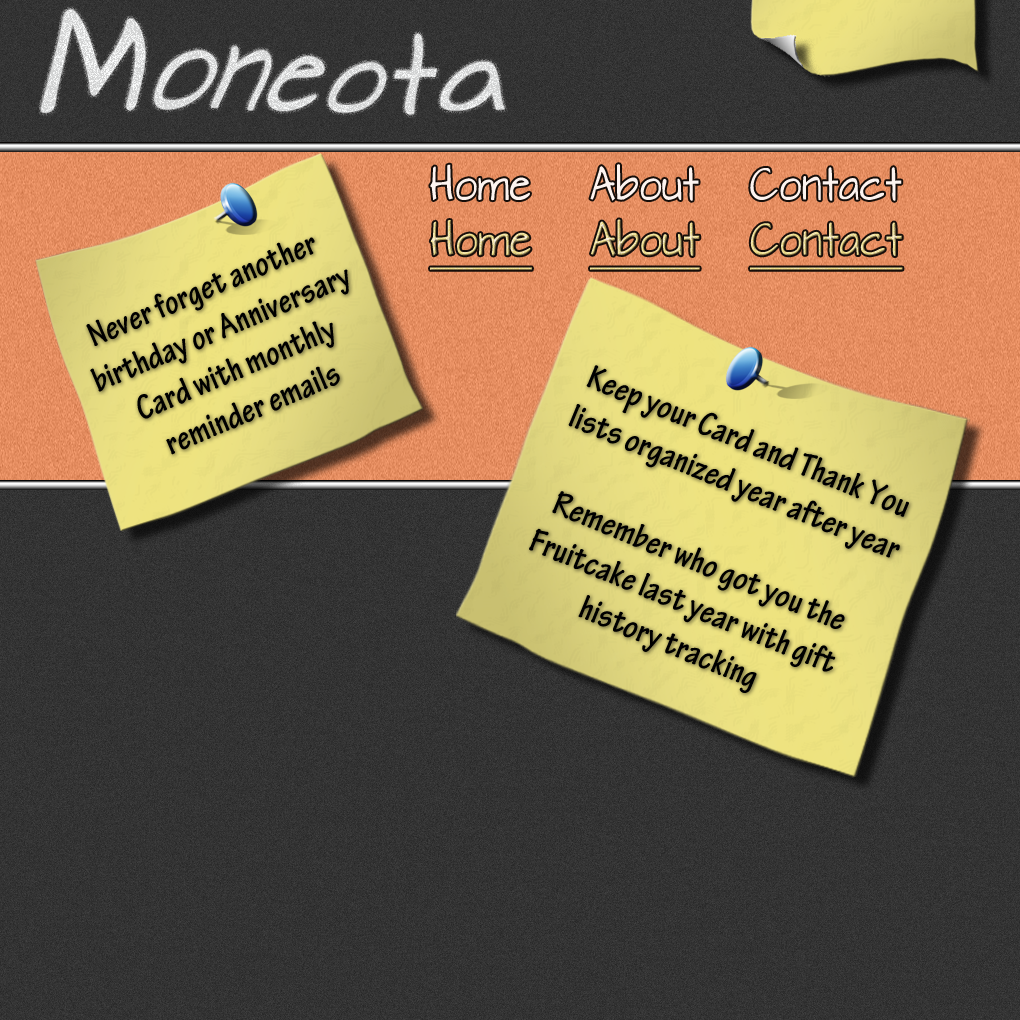 Moneota
Home About Contact
Home About Contact
Never forget another
birthday or Anniversary
Card with monthly
reminder emails
Keep your Card and Thank You
lists organized year after year
Remember who got you the
Fruitcake last year with gift
history tracking